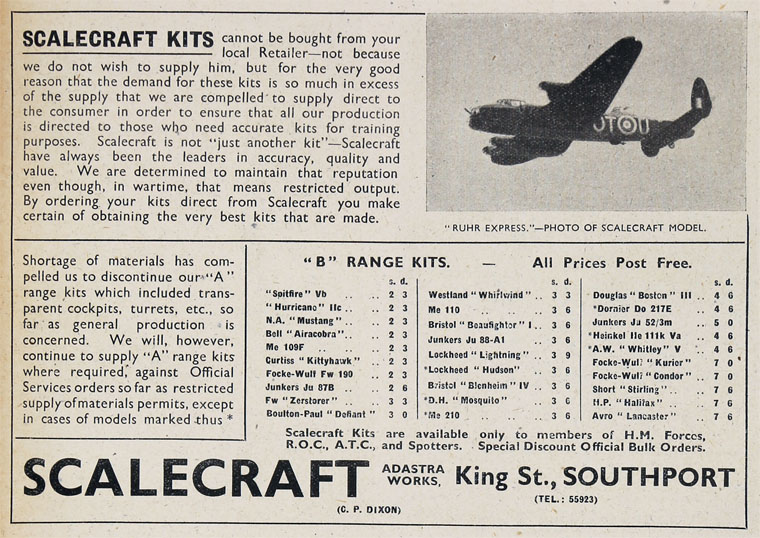 SCALECRAFT KITS cannot be bought from your
local Retailer—not because
we do not wish to supply him, but for the very good
reason that the demand for these kits is so much in excess
of the supply that we are compelled to supply direct to
the consumer in order to ensure that all our production
is directed to those who need accurate kits for training
purposes. Scalecraft is not "just another kit"—Scalecraft
have always been the leaders in accuracy, quality and
value. We are determined to maintain that reputation
even though, in wartime, that means restricted output.
By ordering your kits direct from Scalecraft you make
certain of obtaining the very best kits that are made.
OT U
"RUHR EXPRESS."—PHOTO OF SCALECRAFT MODEL.
Shortage of materials has com-
pelled us to discontinue our "A"
range kits which included trans-
parent cockpits, turrets, etc., so
far as general production is
concerned. We will, however,
continue to supply "A" range kits
where required, against Official
Services orders so far as restricted
supply of materials permits, except
in cases of models marked thus *
"B" RANGE KITS. — All Prices Post Free.
s. d.
"Spitfire" Vb .. .. 2 3
"Hurricane" IIc .. 2 3
N.A. "Mustang" .. 2 3
Bell "Airacobra" .. 2 3
Me 109F .. .. 2 3
Curtiss "Kittyhawk" 2 3
Focke-Wulf Fw 190 .. 2 3
Junkers Ju 87B .. 2 6
Fw "Zerstorer" .. 3 3
Boulton-Paul "Defiant" 3 0
s. d.
Westland "Whirlwind" .. 3 3
Me 110 .. .. .. 3 6
Bristol "Beaufighter" I .. 3 6
Junkers Ju 88-A1 .. 3 6
Lockheed "Lightning" .. 3 9
*Lockheed "Hudson" .. 3 6
Bristol "Blenheim" IV .. 3 6
*D.H. "Mosquito" .. 3 6
*Me 210 .. .. .. 3 6
s. d.
Douglas "Boston" III .. 4 6
*Dornier Do 217E .. 4 6
Junkers Ju 52/3m .. 5 0
*Heinkel He 111k Va .. 4 6
*A.W. "Whitley" V .. 4 6
Focke-Wulf "Kurier" .. 7 0
Focke-Wulf "Condor" .. 7 0
Short "Stirling" .. .. 7 6
H.P. "Halifax" .. .. 7 6
Avro "Lancaster" .. 7 6
Scalecraft Kits are available only to members of H.M. Forces,
R.O.C., A.T.C., and Spotters. Special Discount Official Bulk Orders.
SCALECRAFT ADASTRA WORKS, King St., SOUTHPORT
(C. P. DIXON) (TEL.: 55923)